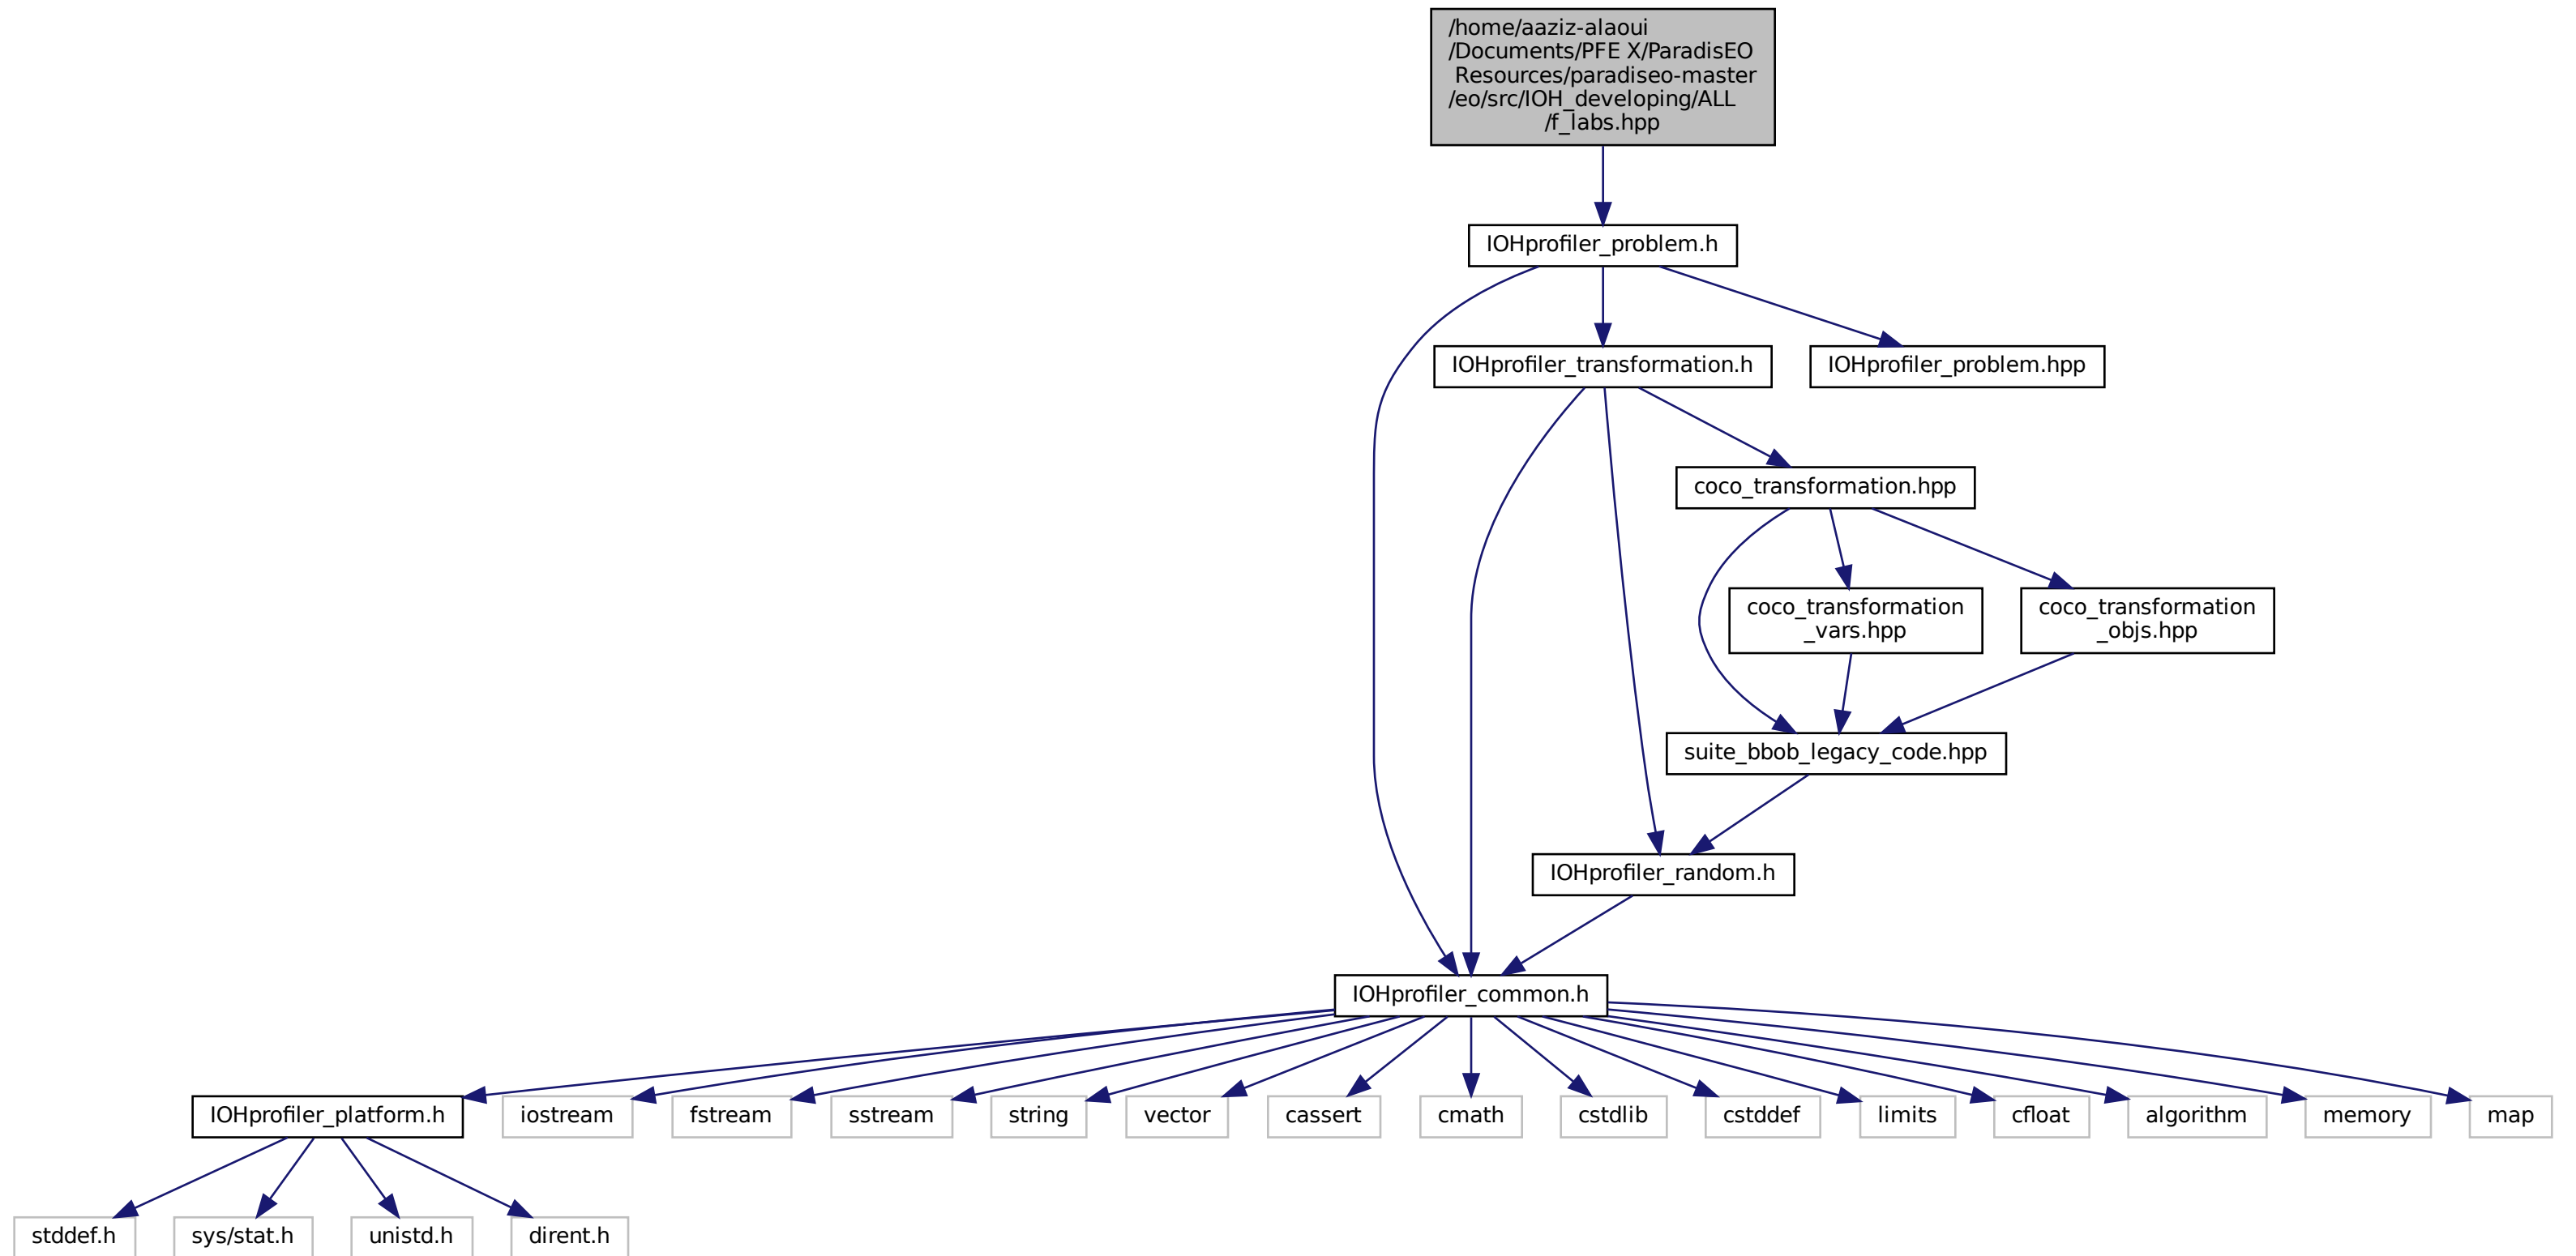 /home/aaziz-alaoui
/Documents/PFE X/ParadisEO
Resources/paradiseo-master
/eo/src/IOH_developing/ALL
/f_labs.hpp
IOHprofiler_problem.h
IOHprofiler_transformation.h
IOHprofiler_problem.hpp
coco_transformation.hpp
coco_transformation
_vars.hpp
coco_transformation
_objs.hpp
suite_bbob_legacy_code.hpp
IOHprofiler_random.h
IOHprofiler_common.h
IOHprofiler_platform.h
iostream
fstream
sstream
string
vector
cassert
cmath
cstdlib
cstddef
limits
cfloat
algorithm
memory
map
stddef.h
sys/stat.h
unistd.h
dirent.h